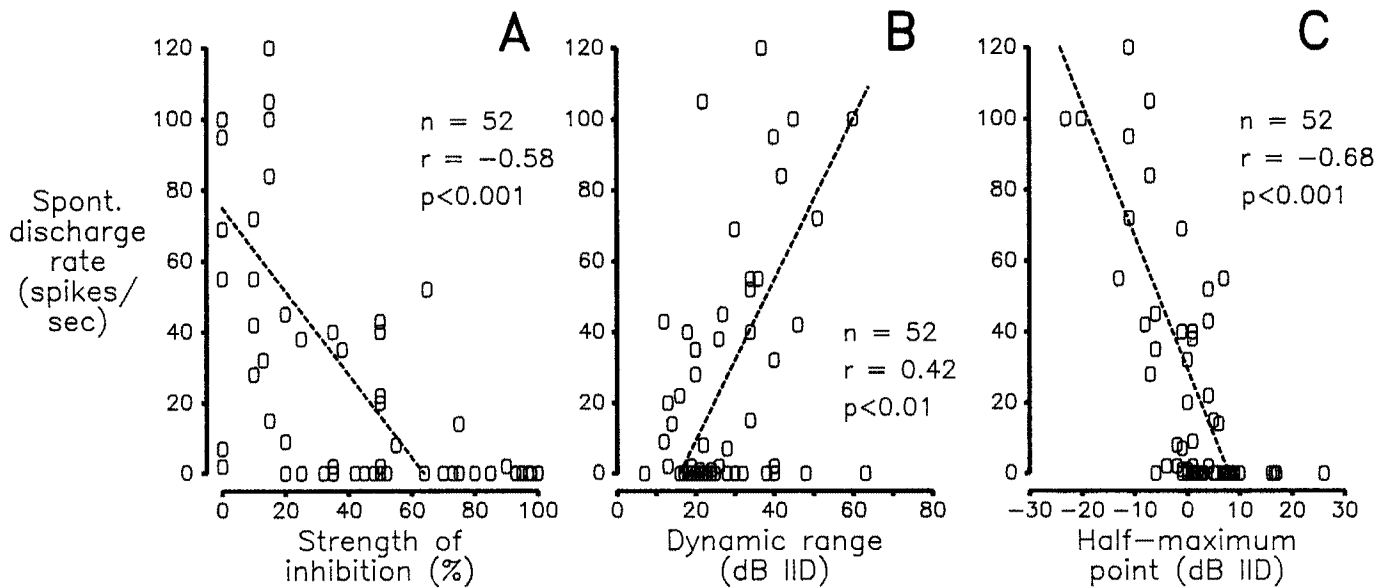 A
B
C
Spont.
discharge
rate
(spikes/
sec)
120
100
80
60
40
20
0
n = 52
r = −0.58
p<0.001
0 20 40 60 80 100
Strength of
inhibition (%)
120
100
80
60
40
20
0
n = 52
r = 0.42
p<0.01
0 20 40 60 80
Dynamic range
(dB IID)
120
100
80
60
40
20
0
n = 52
r = −0.68
p<0.001
−30 −20 −10 0 10 20 30
Half−maximum
point (dB IID)